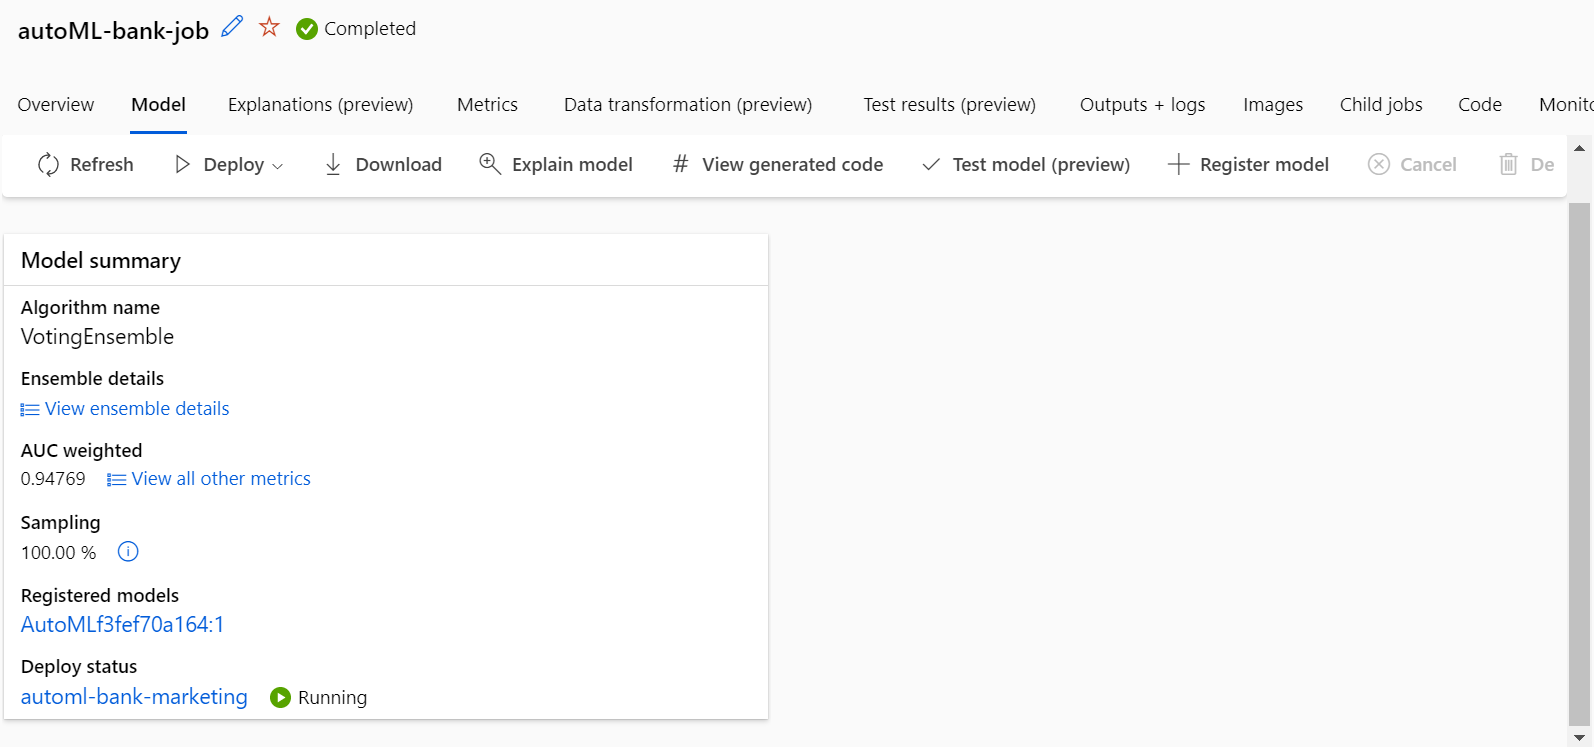 autoML-bank-job Completed
Overview Model Explanations (preview) Metrics Data transformation (preview) Test results (preview) Outputs + logs Images Child jobs Code Monito
Refresh Deploy Download Explain model # View generated code Test model (preview) Register model Cancel De
Model summary
Algorithm name
VotingEnsemble
Ensemble details
View ensemble details
AUC weighted
0.94769 View all other metrics
Sampling
100.00 %
Registered models
AutoMLf3fef70a164:1
Deploy status
automl-bank-marketing Running